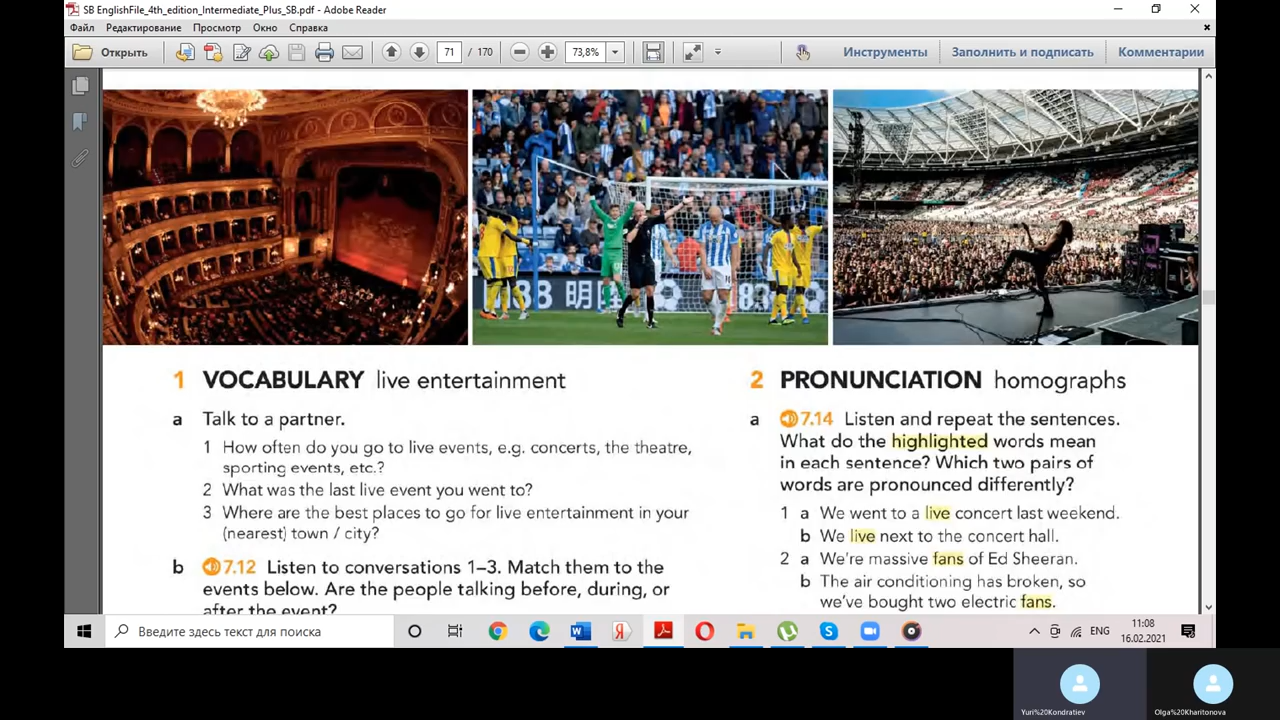 SB EnglishFile_4th_edition_Intermediate_Plus_SB.pdf - Adobe Reader
Файл Редактирование Просмотр Окно Справка
Открыть 71 / 170 73,8% Инструменты Заполнить и подписать Комментарии
1 VOCABULARY live entertainment
a Talk to a partner.
1 How often do you go to live events, e.g. concerts, the theatre,
sporting events, etc.?
2 What was the last live event you went to?
3 Where are the best places to go for live entertainment in your
(nearest) town / city?
b 7.12 Listen to conversations 1–3. Match them to the
events below. Are the people talking before, during, or
after the event?
2 PRONUNCIATION homographs
a 7.14 Listen and repeat the sentences.
What do the highlighted words mean
in each sentence? Which two pairs of
words are pronounced differently?
1 a We went to a live concert last weekend.
b We live next to the concert hall.
2 a We're massive fans of Ed Sheeran.
b The air conditioning has broken, so
we've bought two electric fans.
Введите здесь текст для поиска
ENG
11:08
16.02.2021
Yuri%20Kondratiev
Olga%20Kharitonova